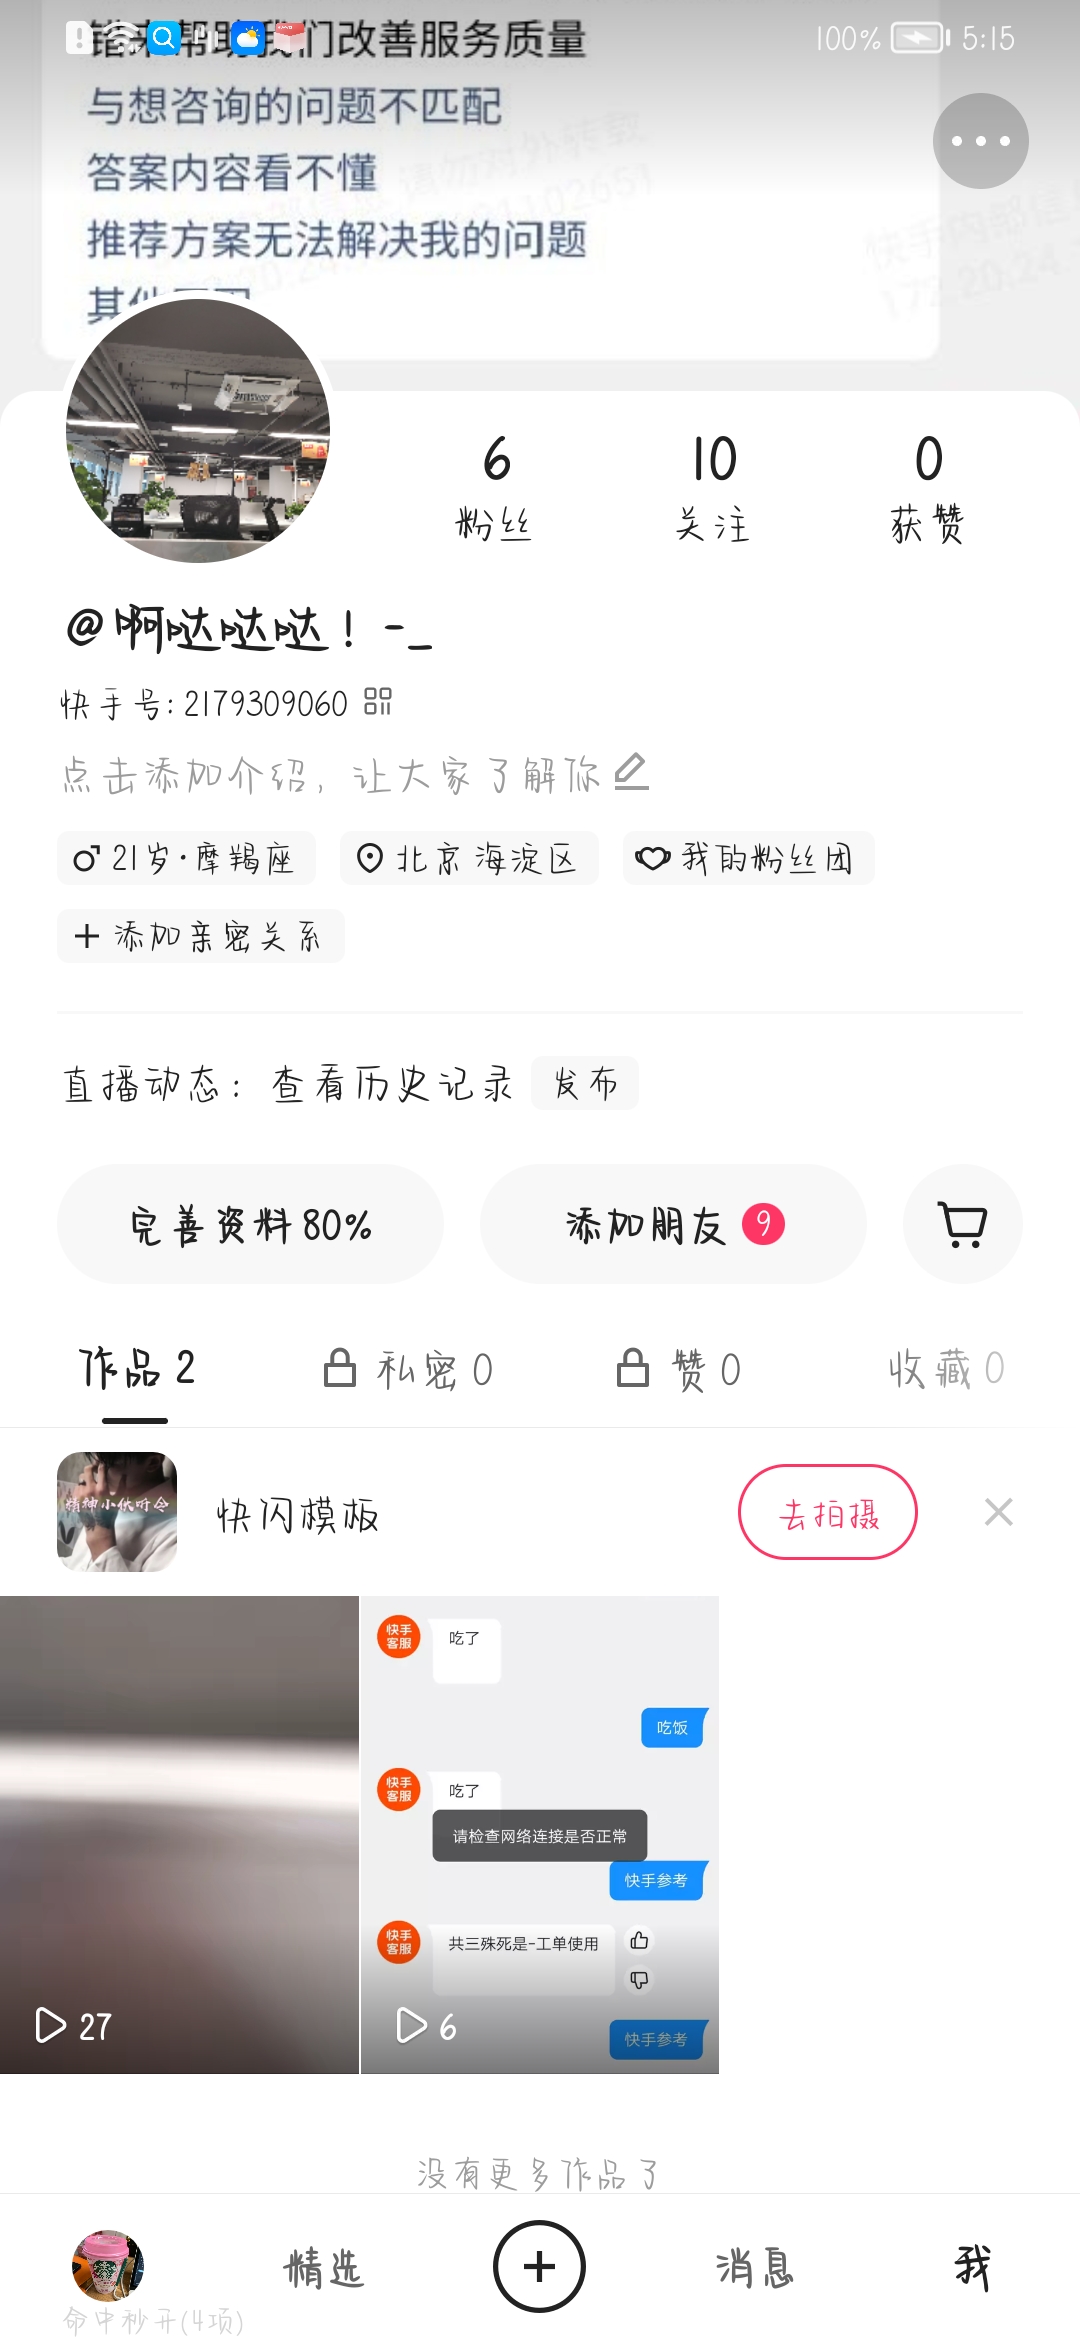 错来帮助我们改善服务质量
100% 5:15
与想咨询的问题不匹配
答案内容看不懂
推荐方案无法解决我的问题
6 10 0
粉丝 关注 获赞
@啊哒哒哒！-_
快手号: 2179309060
点击添加介绍，让大家了解你
21岁·摩羯座 北京 海淀区 我的粉丝团
添加亲密关系
直播动态：查看历史记录 发布
完善资料 80% 添加朋友 9
作品 2 私密 0 赞 0 收藏 0
精神小伙听令
快闪模板 去拍摄
快手客服 吃了
吃饭
快手客服 吃了
请检查网络连接是否正常
快手参考
快手客服 共三殊死是-工单使用
快手参考
27 6
没有更多作品了
精选 消息 我
命中秒开(4项)